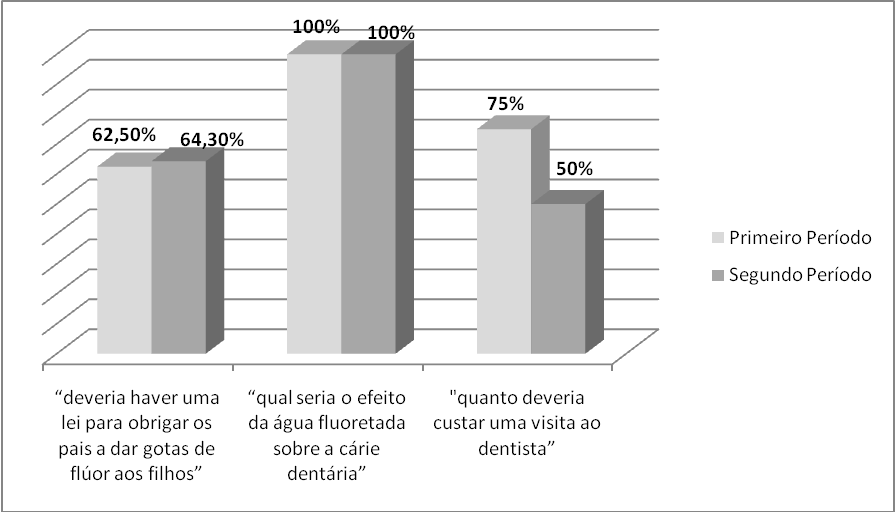 100%
100%
75%
62,50%
64,30%
50%
Primeiro Período
Segundo Período
“deveria haver uma
lei para obrigar os
pais a dar gotas de
flúor aos filhos”
“qual seria o efeito
da água fluoretada
sobre a cárie
dentária”
"quanto deveria
custar uma visita ao
dentista”